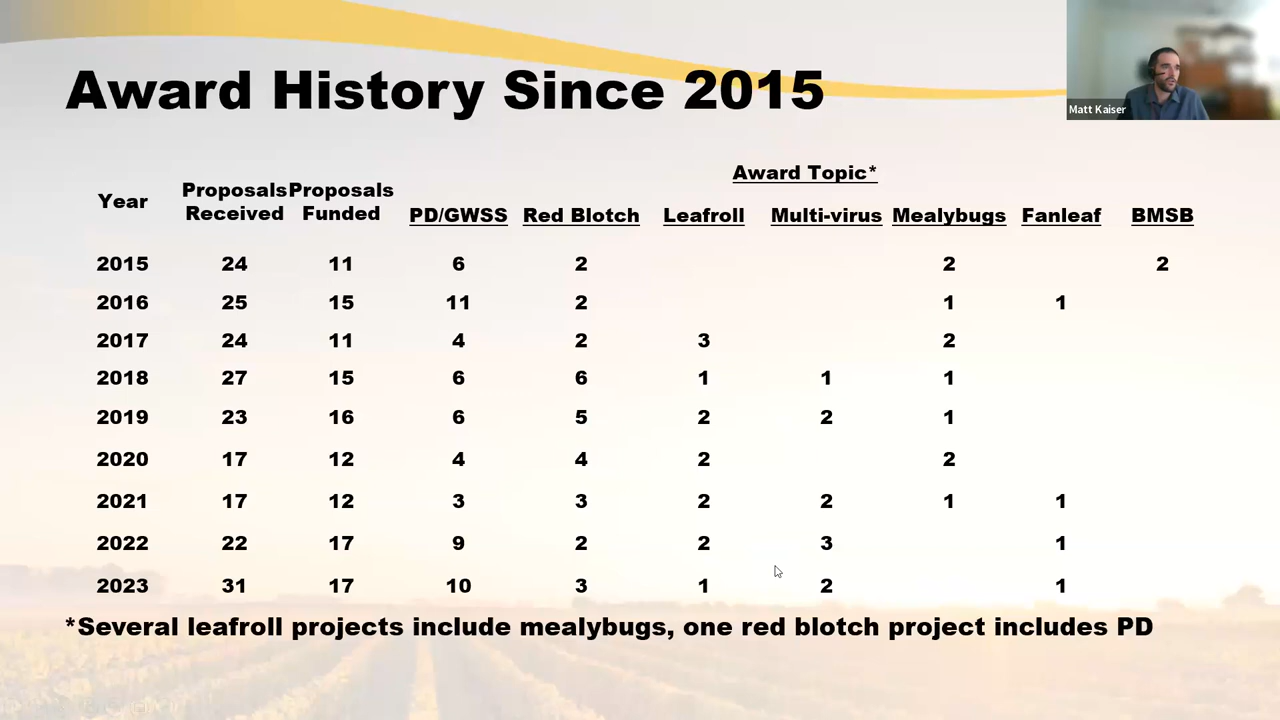 Award History Since 2015
Matt Kaiser
Award Topic*
Year Proposals Received Proposals Funded PD/GWSS Red Blotch Leafroll Multi-virus Mealybugs Fanleaf BMSB
2015 24 11 6 2 2 2
2016 25 15 11 2 1 1
2017 24 11 4 2 3 2
2018 27 15 6 6 1 1 1
2019 23 16 6 5 2 2 1
2020 17 12 4 4 2 2
2021 17 12 3 3 2 2 1 1
2022 22 17 9 2 2 3 1
2023 31 17 10 3 1 2 1
*Several leafroll projects include mealybugs, one red blotch project includes PD